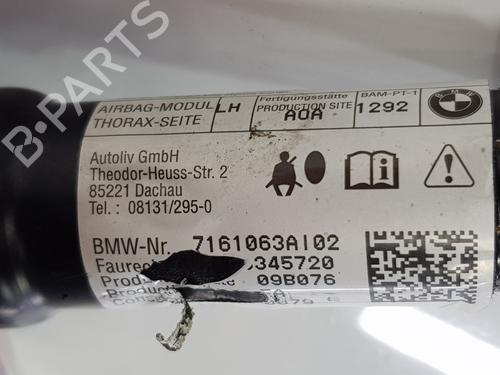 AIRBAG-MODUL LH Fertigungsstätte BAM-PT-1 BMW
THORAX-SEITE PRODUCTION SITE 1292
AOA
Autoliv GmbH
Theodor-Heuss-Str. 2
85221 Dachau
Tel.: 08131/295-0
BMW-Nr. 7161063AI02
345720
09B076
B-PARTS